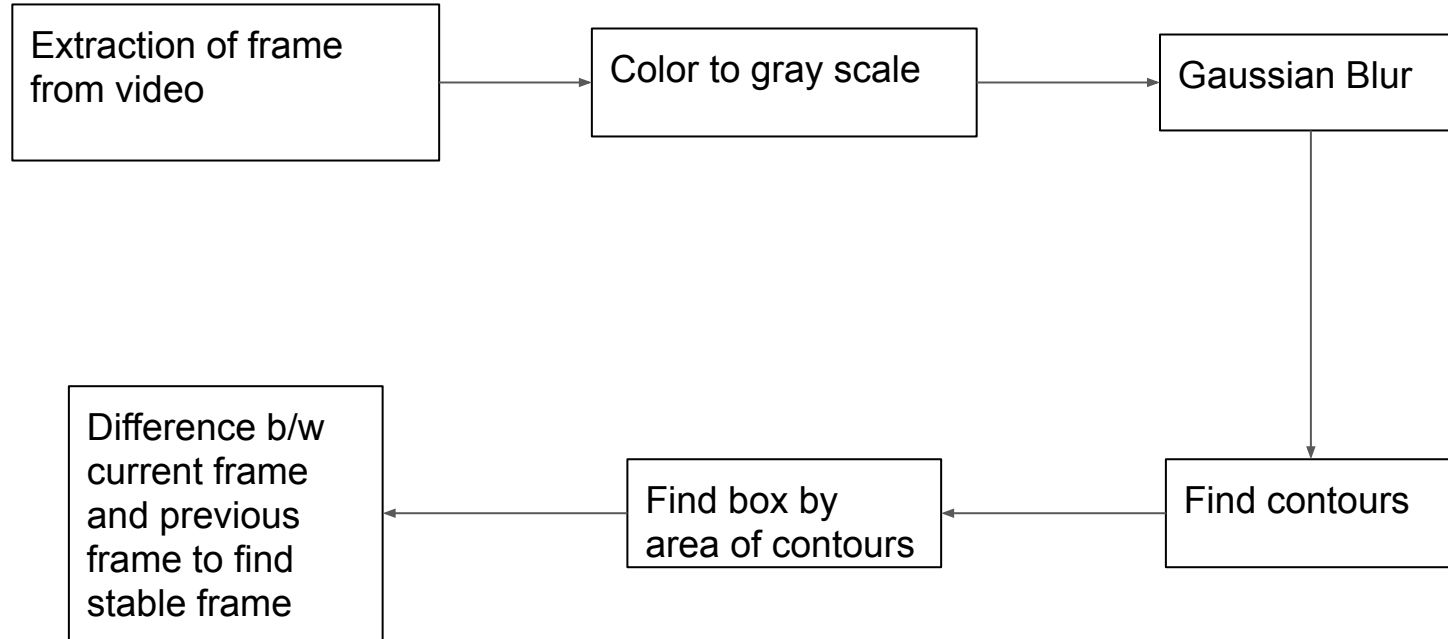 Extraction of frame
from video
Color to gray scale
Gaussian Blur
Find contours
Find box by
area of contours
Difference b/w
current frame
and previous
frame to find
stable frame